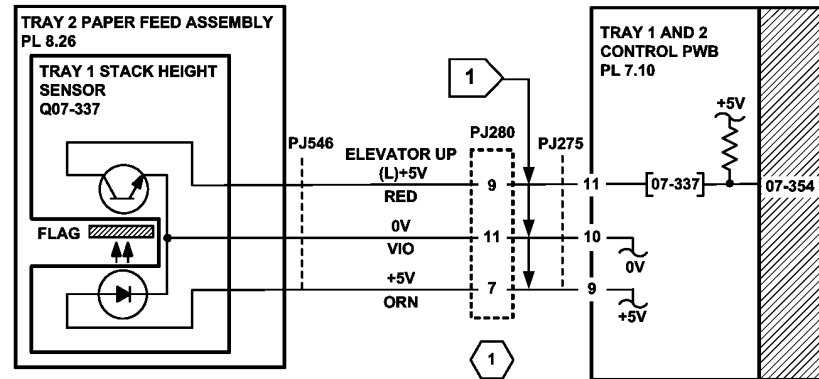 TRAY 2 PAPER FEED ASSEMBLY
PL 8.26
TRAY 1 STACK HEIGHT
SENSOR
Q07-337
FLAG
PJ546
ELEVATOR UP
(L)+5V
RED
0V
VIO
+5V
ORN
PJ280
9
11
7
1
1
PJ275
11
10
9
TRAY 1 AND 2
CONTROL PWB
PL 7.10
+5V
07-337
07-354
0V
+5V